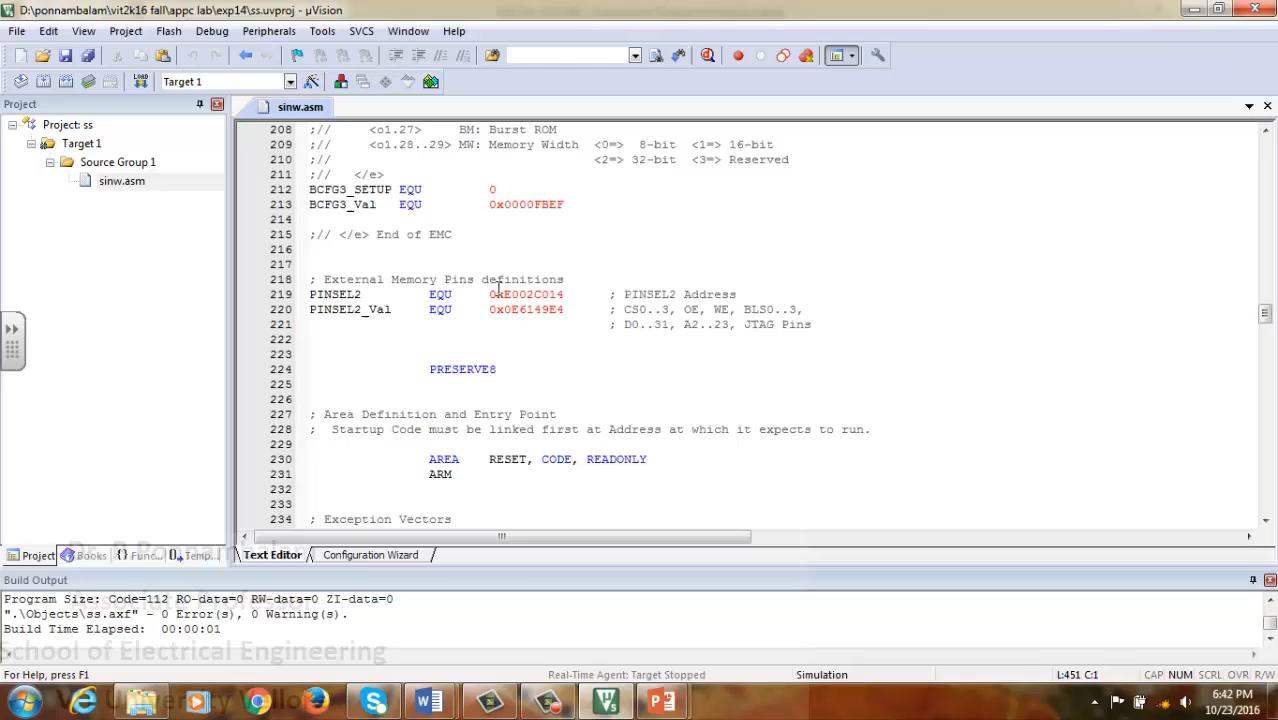 D:\ponnambalam\vit2k16 fall\appc lab\exp14\ss.uvproj - µVision
File Edit View Project Flash Debug Peripherals Tools SVCS Window Help
LOAD Target 1
Project
sinw.asm
Project: ss
Target 1
Source Group 1
sinw.asm
208 ;// <o1.27> BM: Burst ROM
209 ;// <o1.28..29> MW: Memory Width <0=> 8-bit <1=> 16-bit
210 ;// <2=> 32-bit <3=> Reserved
211 ;// </e>
212 BCFG3_SETUP EQU 0
213 BCFG3_Val EQU 0x0000FBEF
214
215 ;// </e> End of EMC
216
217
218 ; External Memory Pins definitions
219 PINSEL2 EQU 0xE002C014 ; PINSEL2 Address
220 PINSEL2_Val EQU 0x0E6149E4 ; CS0..3, OE, WE, BLS0..3,
221 ; D0..31, A2..23, JTAG Pins
222
223
224 PRESERVE8
225
226
227 ; Area Definition and Entry Point
228 ; Startup Code must be linked first at Address at which it expects to run.
229
230 AREA RESET, CODE, READONLY
231 ARM
232
233
234 ; Exception Vectors
Project Books {} Func... Temp...
Text Editor Configuration Wizard
Build Output
Program Size: Code=112 RO-data=0 RW-data=0 ZI-data=0
".\Objects\ss.axf" - 0 Error(s), 0 Warning(s).
Build Time Elapsed: 00:00:01
Associate Professor
School of Electrical Engineering
For Help, press F1 Real-Time Agent: Target Stopped Simulation L:451 C:1 CAP NUM SCRL OVR R/W
6:42 PM
10/23/2016